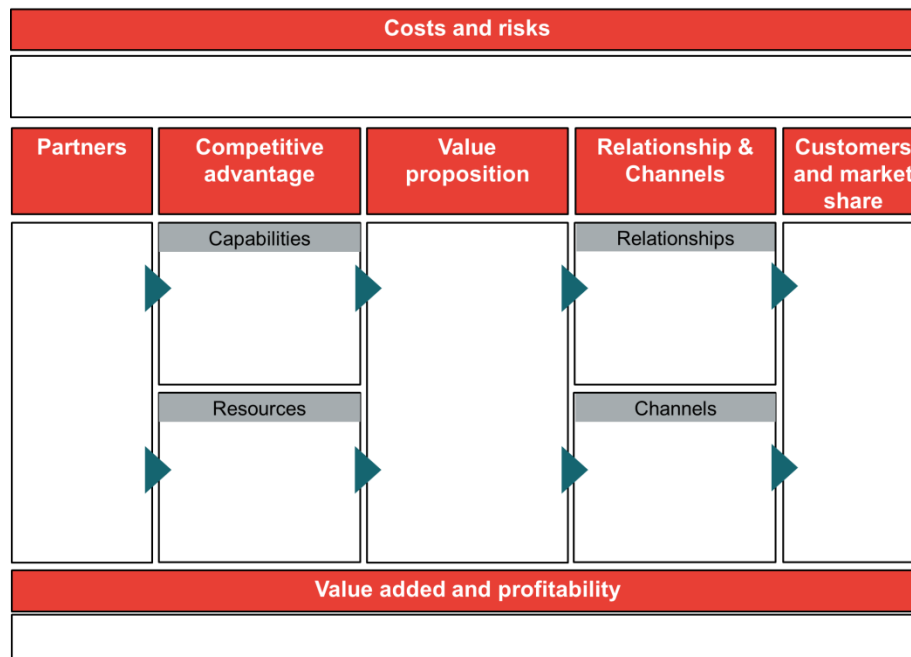 Costs and risks
Partners
Competitive
advantage
Value
proposition
Relationship &
Channels
Customers
and market
share
Capabilities
Relationships
Resources
Channels
Value added and profitability